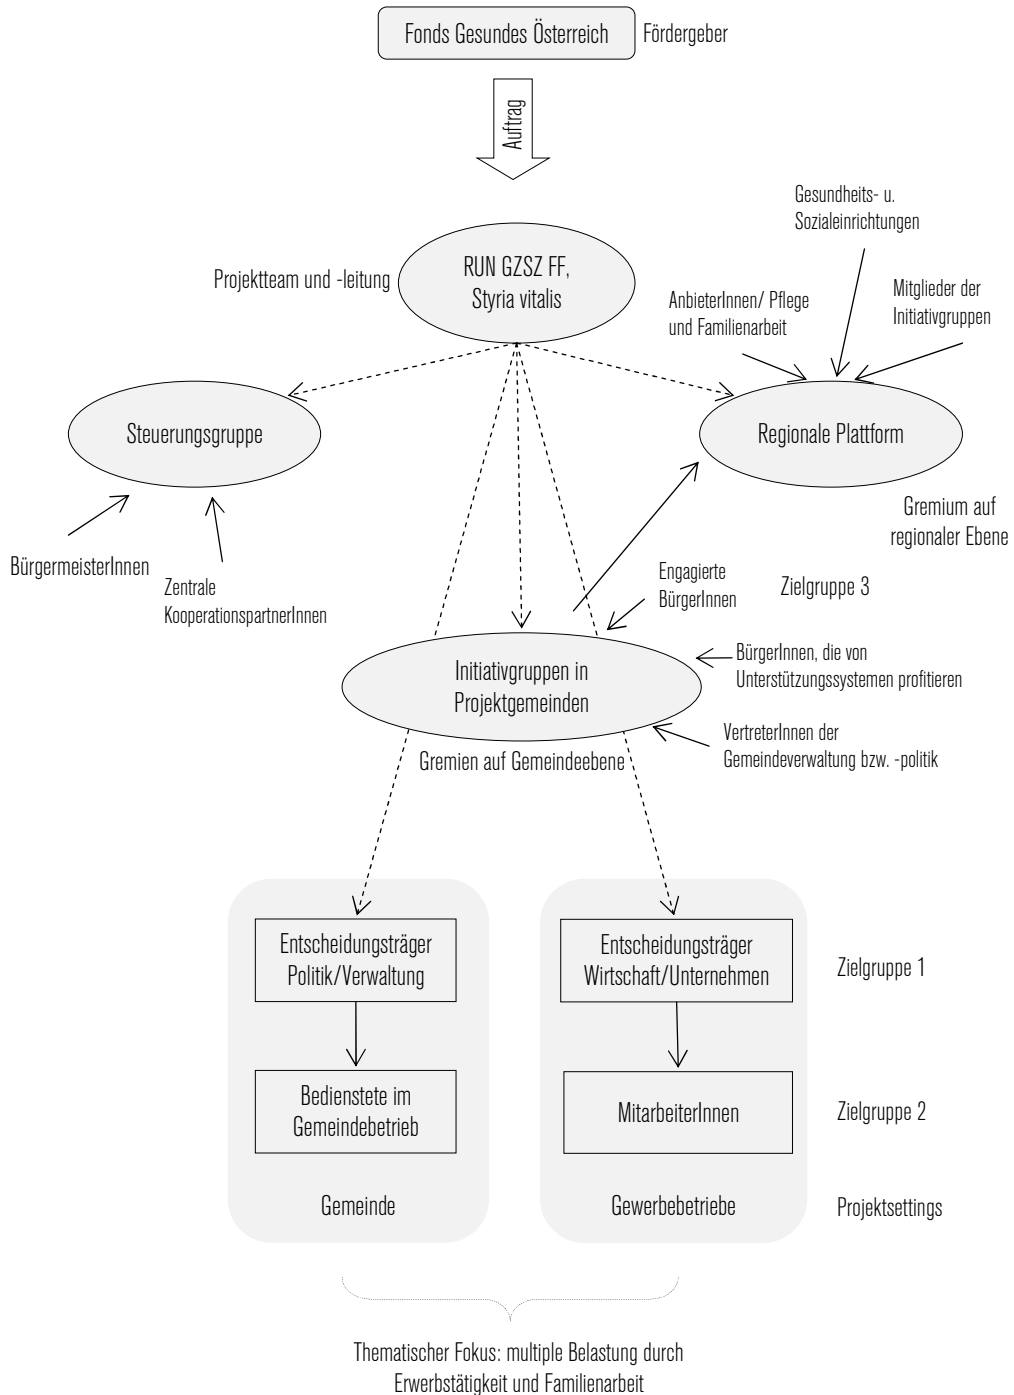 Fonds Gesundes Österreich
Fördergeber
Auftrag
Gesundheits- u.
Sozialeinrichtungen
RUN GZSZ FF,
Styria vitalis
Projektteam und -leitung
AnbieterInnen/ Pflege
und Familienarbeit
Mitglieder der
Initiativgruppen
Steuerungsgruppe
Regionale Plattform
Gremium auf
regionaler Ebene
BürgermeisterInnen
Zentrale
KooperationspartnerInnen
Engagierte
BürgerInnen
Zielgruppe 3
Initiativgruppen in
Projektgemeinden
BürgerInnen, die von
Unterstützungssystemen profitieren
VertreterInnen der
Gemeindeverwaltung bzw. -politik
Gremien auf Gemeindeebene
Entscheidungsträger
Politik/Verwaltung
Entscheidungsträger
Wirtschaft/Unternehmen
Zielgruppe 1
Bedienstete im
Gemeindebetrieb
MitarbeiterInnen
Zielgruppe 2
Gemeinde
Gewerbebetriebe
Projektsettings
Thematischer Fokus: multiple Belastung durch
Erwerbstätigkeit und Familienarbeit